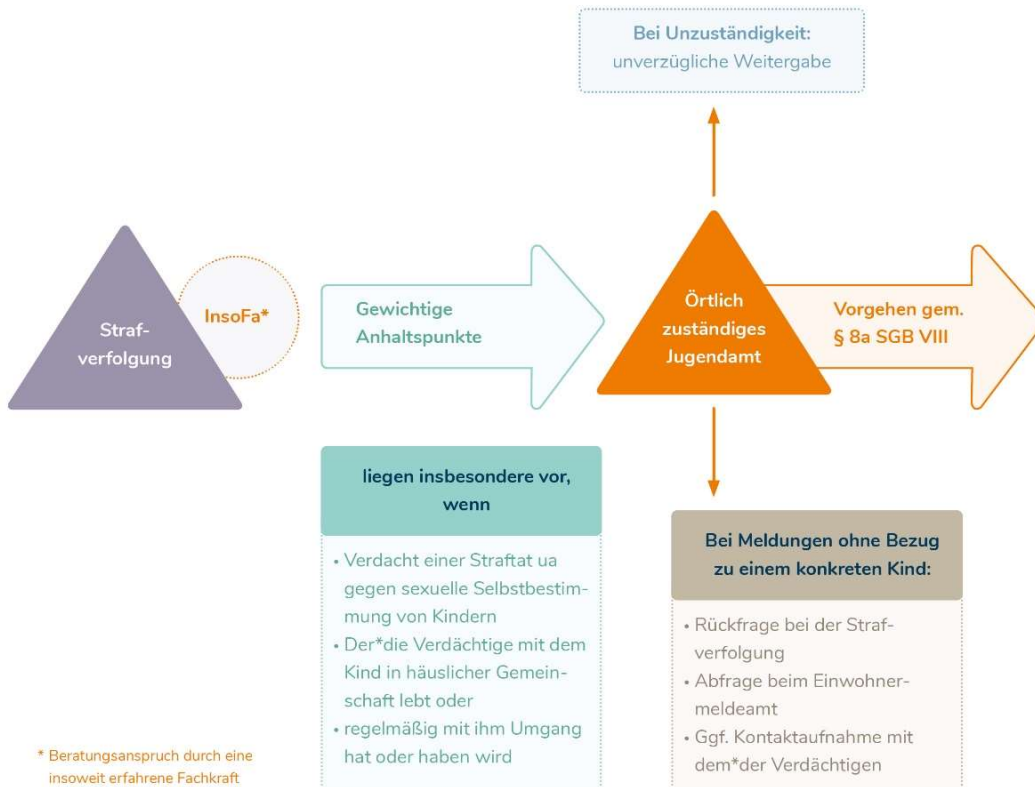 Bei Unzuständigkeit:
unverzügliche Weitergabe
Straf-
verfolgung
InsoFa*
Gewichtige
Anhaltspunkte
Örtlich
zuständiges
Jugendamt
Vorgehen gem.
§ 8a SGB VIII
liegen insbesondere vor,
wenn
• Verdacht einer Straftat ua
gegen sexuelle Selbstbestim-
mung von Kindern
• Der*die Verdächtige mit dem
Kind in häuslicher Gemein-
schaft lebt oder
• regelmäßig mit ihm Umgang
hat oder haben wird
Bei Meldungen ohne Bezug
zu einem konkreten Kind:
• Rückfrage bei der Straf-
verfolgung
• Abfrage beim Einwohner-
meldeamt
• Ggf. Kontaktaufnahme mit
dem*der Verdächtigen
* Beratungsanspruch durch eine
insoweit erfahrene Fachkraft